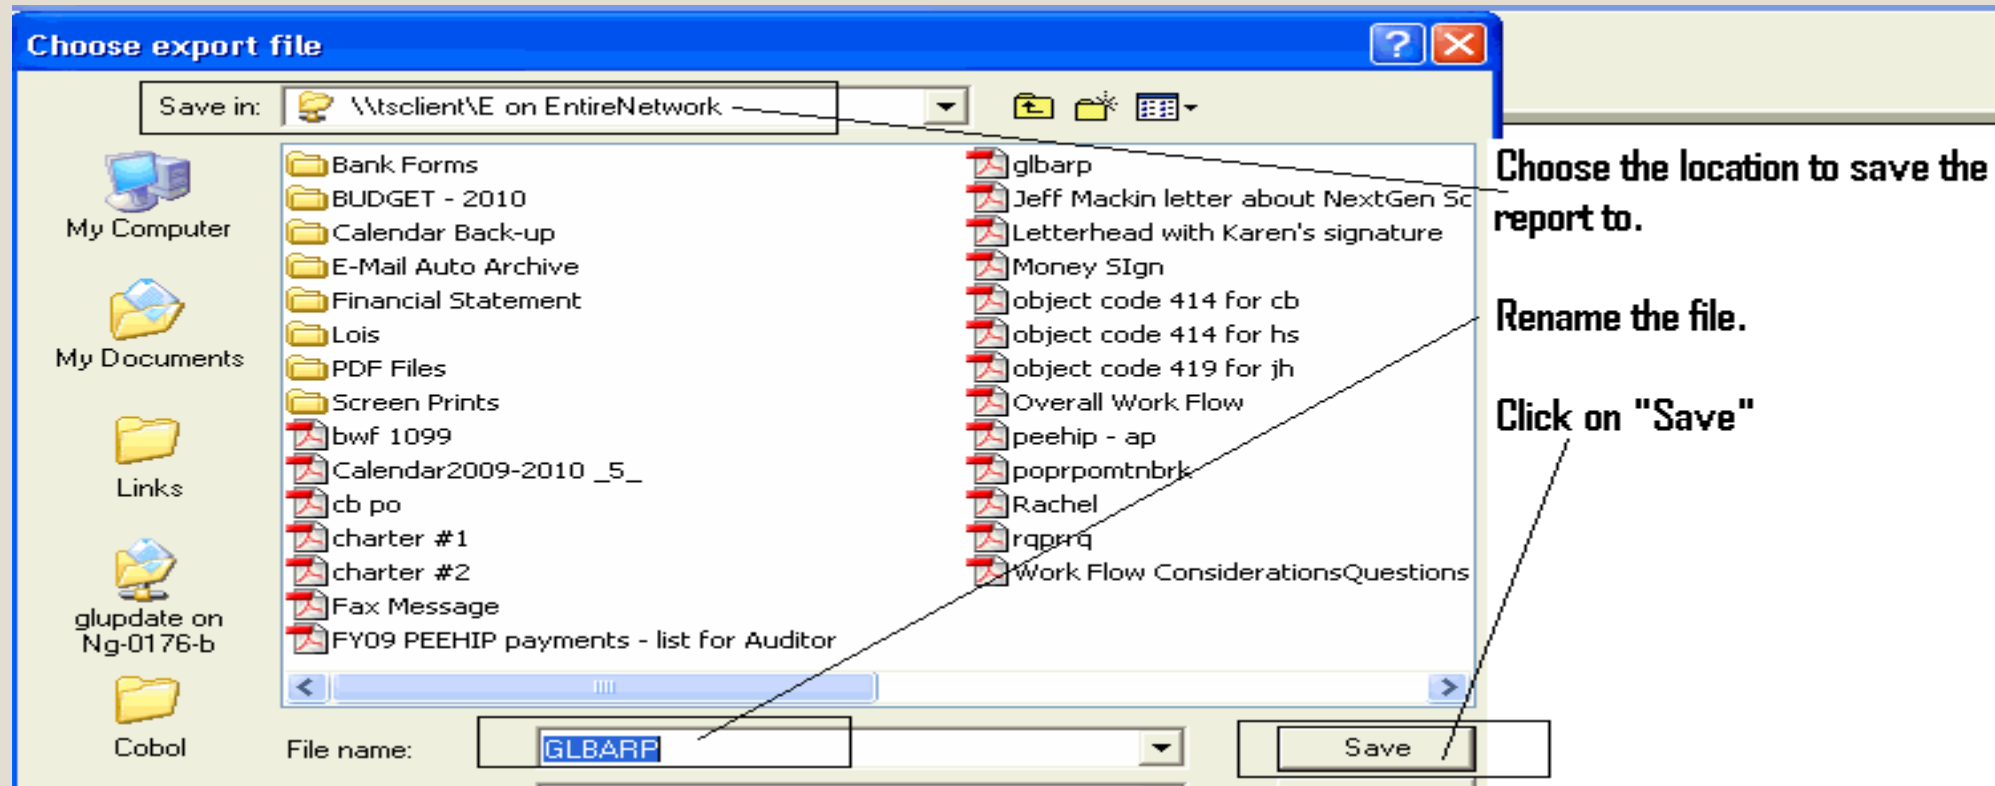 Choose export file
Save in: \\tsclient\E on EntireNetwork
My Computer
My Documents
Links
glupdate on
Ng-0176-b
Cobol
Bank Forms
BUDGET - 2010
Calendar Back-up
E-Mail Auto Archive
Financial Statement
Lois
PDF Files
Screen Prints
bwf 1099
Calendar2009-2010 _5_
cb po
charter #1
charter #2
Fax Message
FY09 PEEHIP payments - list for Auditor
glbarp
Jeff Mackin letter about NextGen Sc
Letterhead with Karen's signature
Money SIgn
object code 414 for cb
object code 414 for hs
object code 419 for jh
Overall Work Flow
peehip - ap
poprpomtnbrk
Rachel
rqprrq
Work Flow ConsiderationsQuestions
File name: GLBARP
Save
Choose the location to save the
report to.
Rename the file.
Click on "Save"